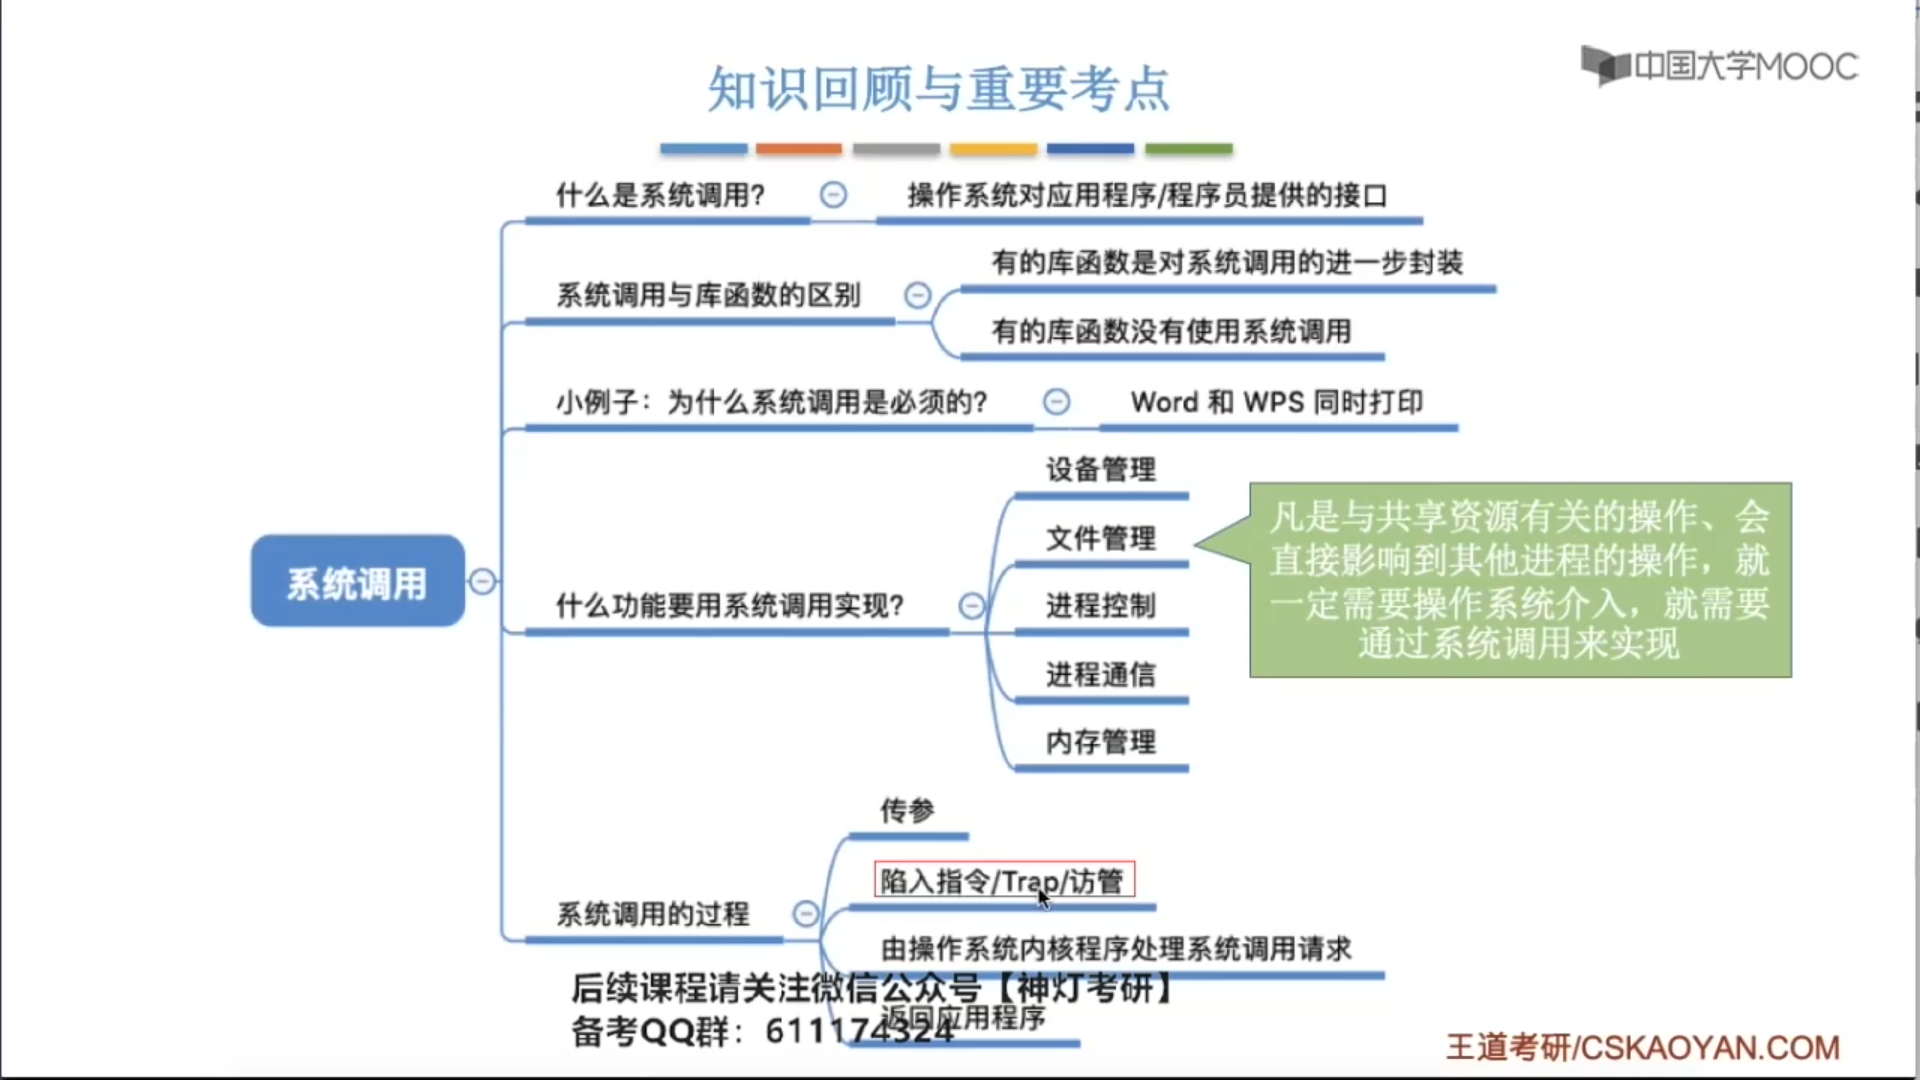 知识回顾与重要考点
中国大学MOOC
什么是系统调用?
操作系统对应用程序/程序员提供的接口
系统调用与库函数的区别
有的库函数是对系统调用的进一步封装
有的库函数没有使用系统调用
小例子：为什么系统调用是必须的?
Word 和 WPS 同时打印
系统调用
什么功能要用系统调用实现?
设备管理
文件管理
进程控制
进程通信
内存管理
凡是与共享资源有关的操作、会
直接影响到其他进程的操作，就
一定需要操作系统介入，就需要
通过系统调用来实现
系统调用的过程
传参
陷入指令/Trap/访管
由操作系统内核程序处理系统调用请求
返回应用程序
后续课程请关注微信公众号【神灯考研】
备考QQ群：611174324
王道考研/CSKAOYAN.COM